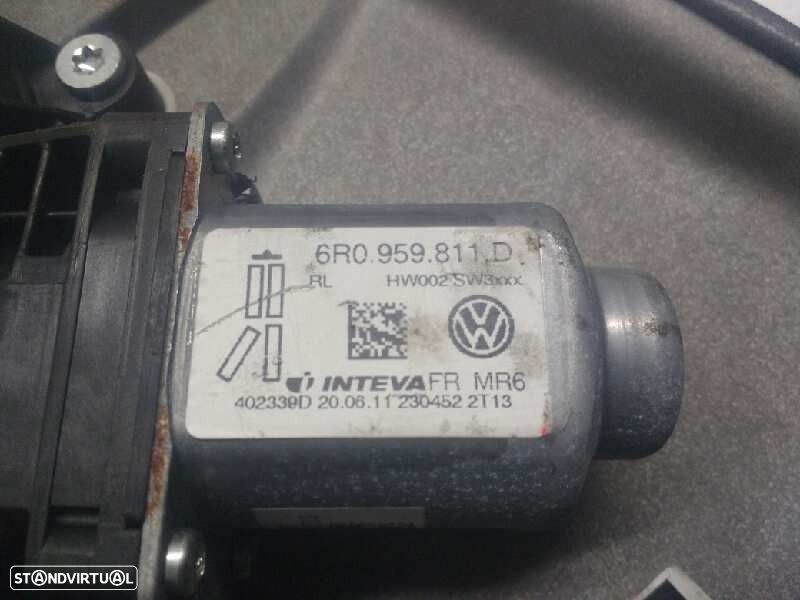 6R0.959.811.D
RL HW002 SW3xxx
INTEVA FR MR6
402339D 20.06.11 230452 2T13
STANDVIRTUAL